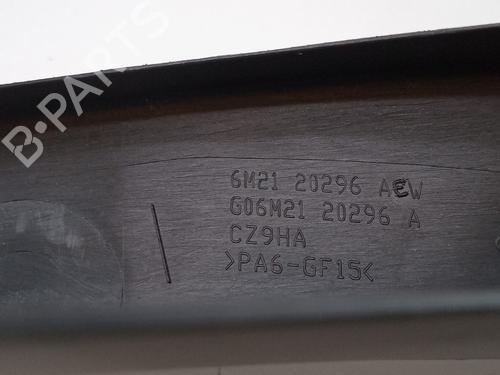 B-PARTS
6M21 20296 AEW
G06M21 20296 A
CZ9HA
>PA6-GF15<